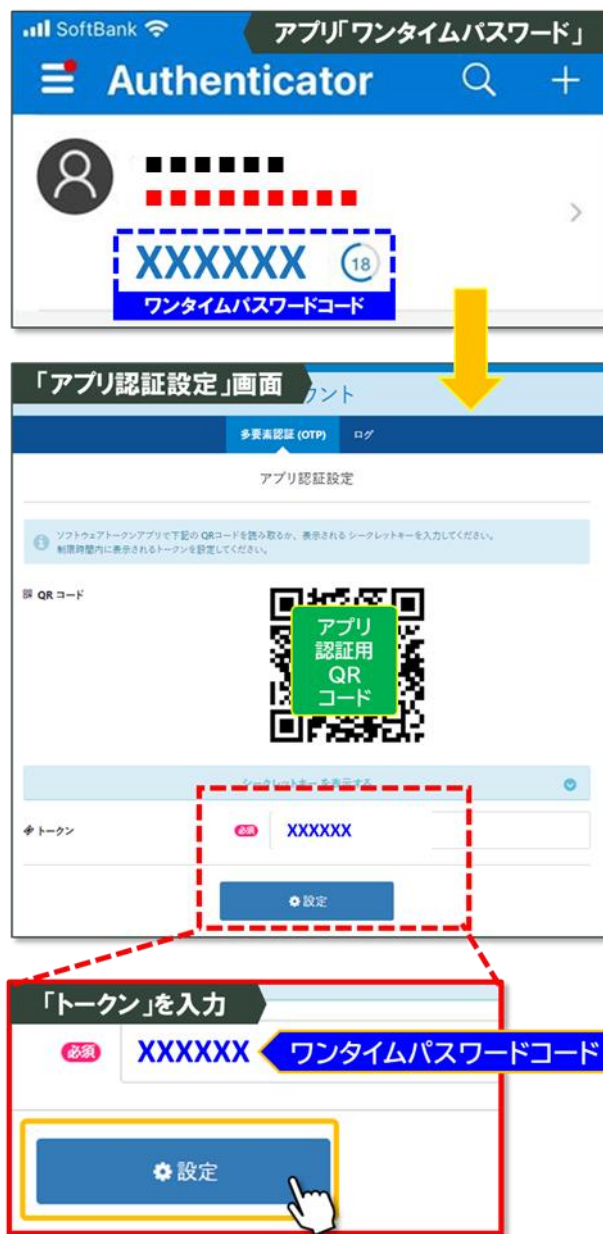 SoftBank
アプリ「ワンタイムパスワード」
Authenticator
XXXXXX
18
ワンタイムパスワードコード
「アプリ認証設定」画面
ウント
多要素認証 (OTP) ログ
アプリ認証設定
ソフトウェアトークンアプリで下記の QRコードを読み取るか、表示される シークレットキーを入力してください。
制限時間内に表示されるトークンを設定してください。
QR コード
アプリ
認証用
QR
コード
シークレットキー を表示する
トークン
必須
XXXXXX
設定
「トークン」を入力
必須
XXXXXX
ワンタイムパスワードコード
設定